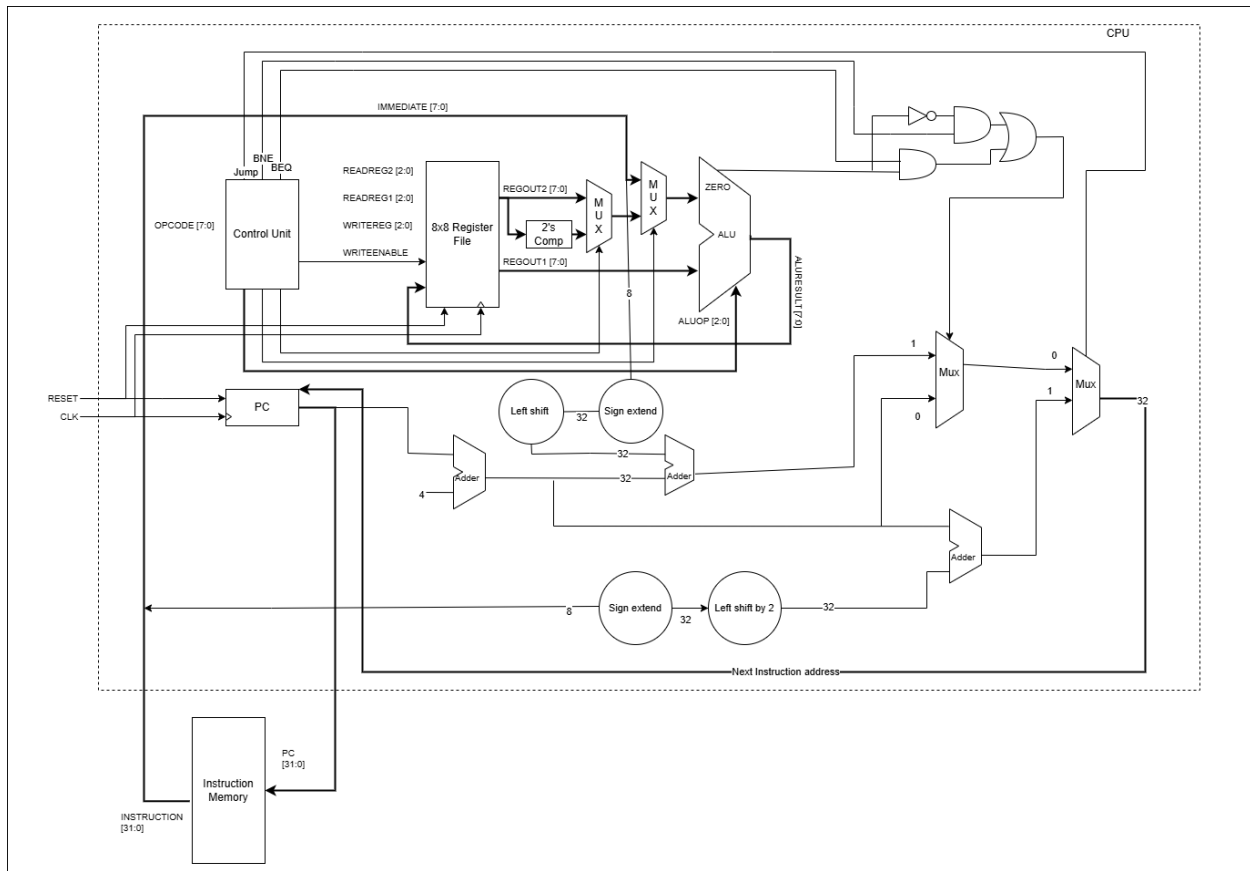 CPU
IMMEDIATE [7:0]
BNE
Jump
BEQ
READREG2 [2:0]
READREG1 [2:0]
WRITEREG [2:0]
WRITEENABLE
OPCODE [7:0]
Control Unit
8x8 Register
File
REGOUT2 [7:0]
2's
Comp
REGOUT1 [7:0]
M
U
X
M
U
X
ZERO
ALU
ALUOP [2:0]
ALURESULT [7:0]
8
RESET
CLK
PC
Left shift
32
Sign extend
32
4
Adder
32
Adder
1
0
Mux
0
1
Mux
32
Adder
8
Sign extend
32
Left shift by 2
32
Next Instruction address
Instruction
Memory
PC
[31:0]
INSTRUCTION
[31:0]